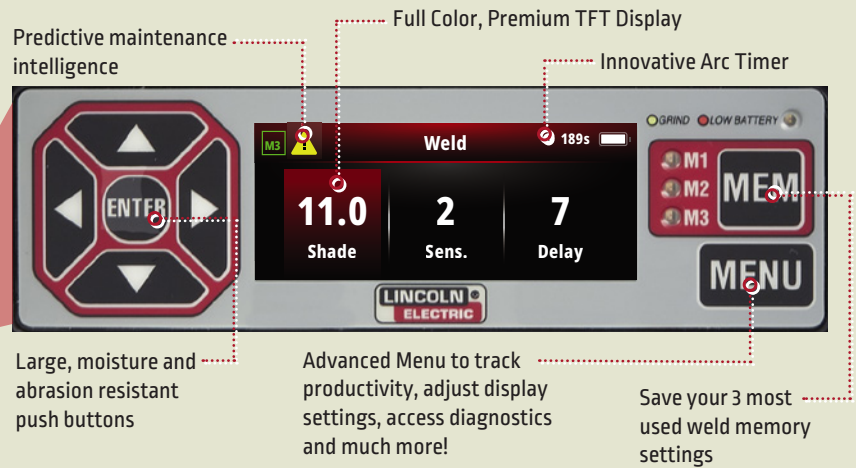 Full Color, Premium TFT Display
Predictive maintenance
intelligence
Innovative Arc Timer
GRIND LOW BATTERY
M3
Weld
189s
M1
M2
M3
MEM
ENTER
11.0
2
7
Shade
Sens.
Delay
MENU
LINCOLN ®
ELECTRIC
Large, moisture and
abrasion resistant
push buttons
Advanced Menu to track
productivity, adjust display
settings, access diagnostics
and much more!
Save your 3 most
used weld memory
settings